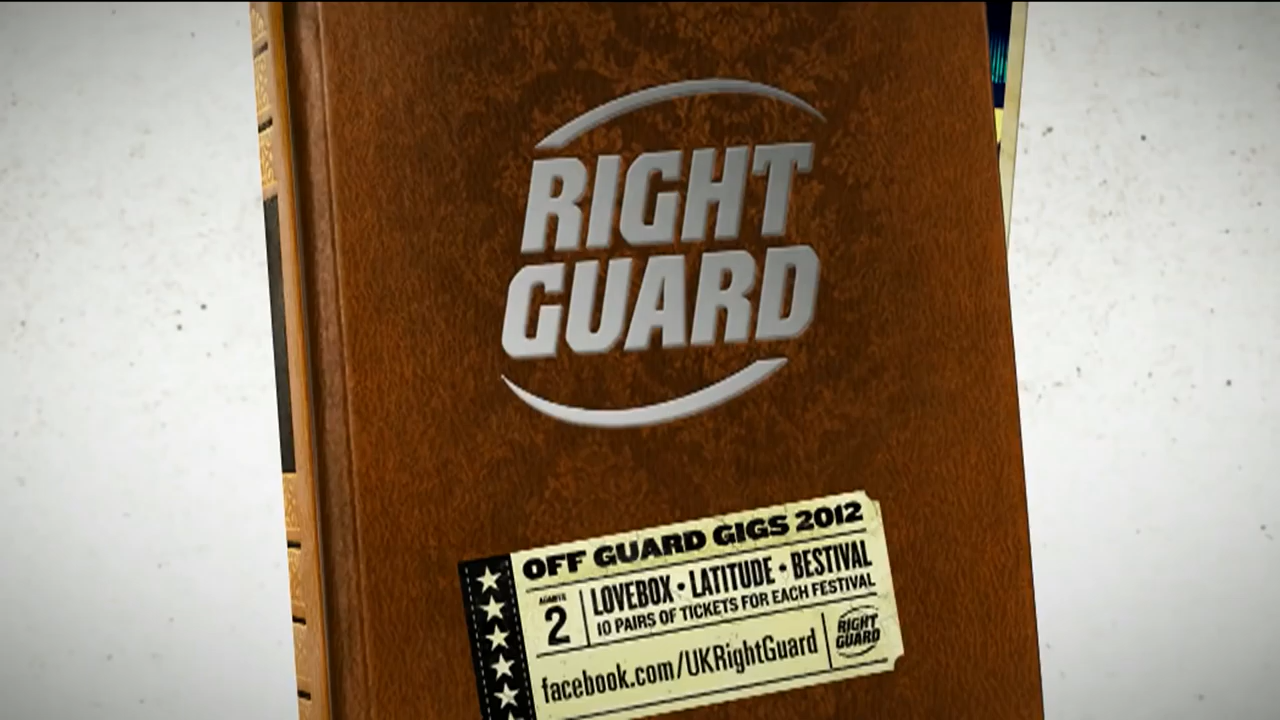 RIGHT
GUARD
OFF GUARD GIGS 2012
ADMITS
2
LOVEBOX • LATITUDE • BESTIVAL
10 PAIRS OF TICKETS FOR EACH FESTIVAL
facebook.com/UKRightGuard
RIGHT
GUARD